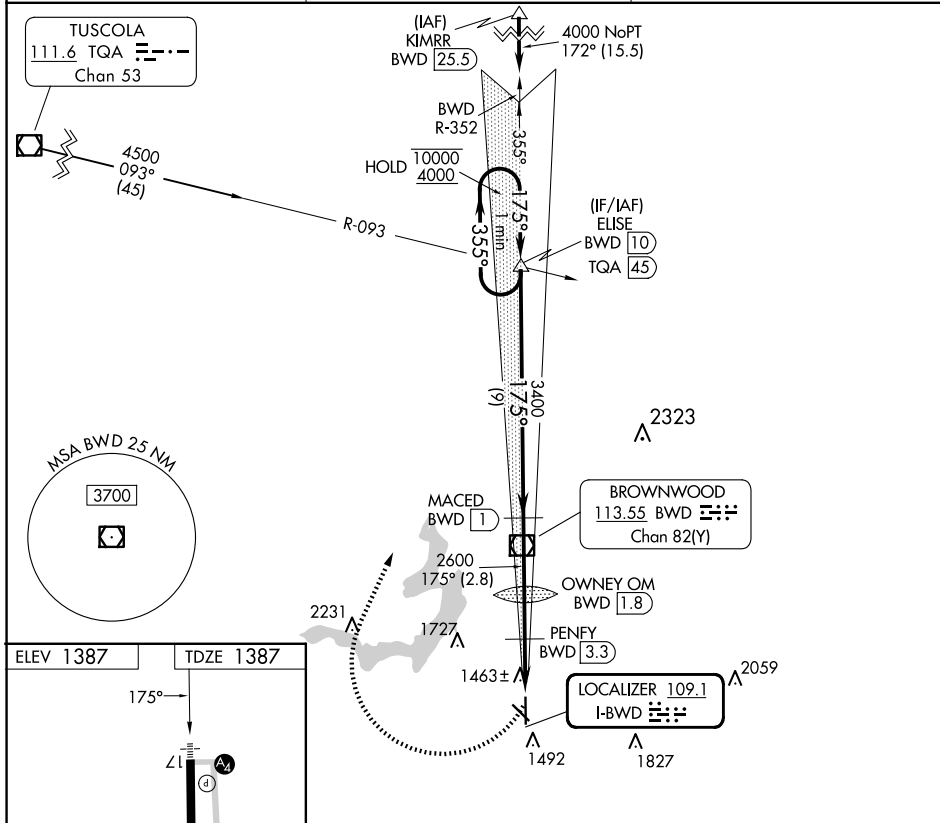 TUSCOLA
111.6 TQA
Chan 53
(IAF)
KIMRR
BWD 25.5
4000 NoPT
172° (15.5)
BWD
R-352
355°
HOLD 10000
4000
4500
093°
(45)
R-093
175°
1 min
355°
(IF/IAF)
ELISE
BWD 10
TQA 45
3400
175°
(9)
2323
MSA BWD 25 NM
3700
MACED
BWD 1
BROWNWOOD
113.55 BWD
Chan 82(Y)
2600
175° (2.8)
OWNEY OM
BWD 1.8
2231
1727
PENFY
BWD 3.3
1463±
2059
LOCALIZER 109.1
I-BWD
1492
1827
ELEV 1387
TDZE 1387
175°
17
A4
P